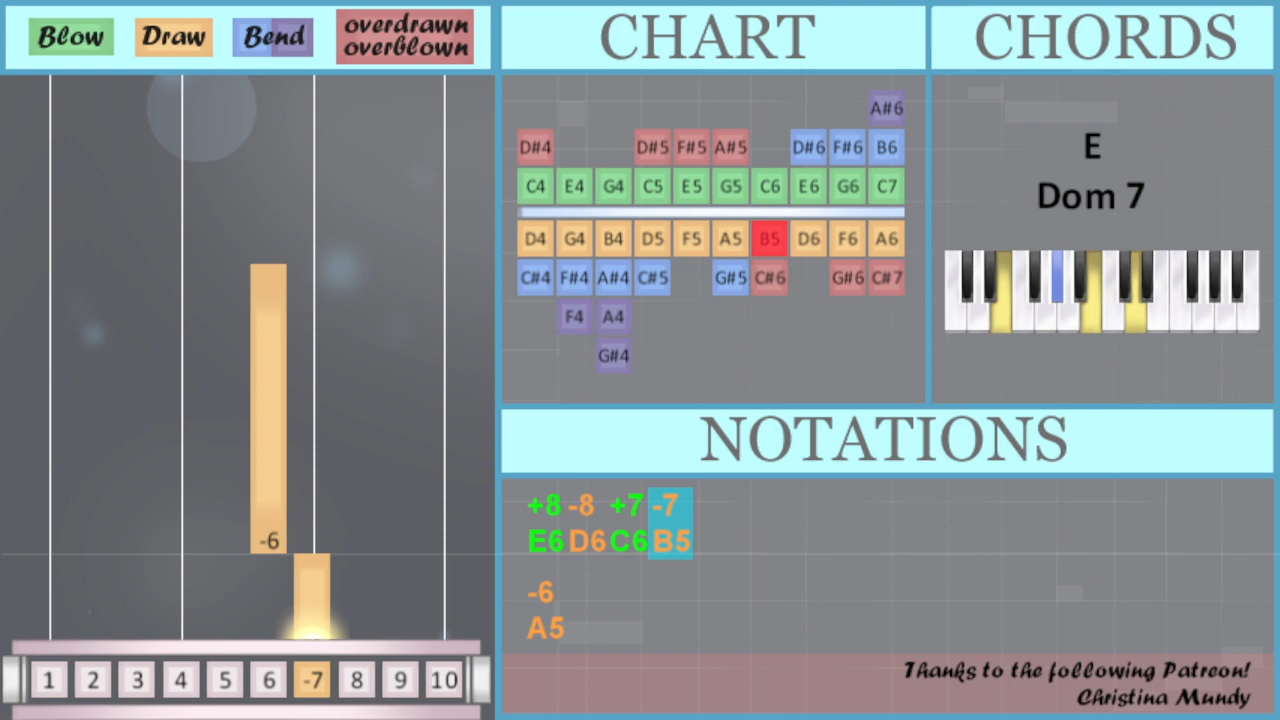 Blow Draw Bend overdrawn
overblown
CHART
CHORDS
A#6
D#4 D#5 F#5 A#5 D#6 F#6 B6
C4 E4 G4 C5 E5 G5 C6 E6 G6 C7
D4 G4 B4 D5 F5 A5 B5 D6 F6 A6
C#4 F#4 A#4 C#5 G#5 C#6 G#6 C#7
F4 A4
G#4
E
Dom 7
NOTATIONS
+8 -8 +7 -7
E6 D6 C6 B5
-6
A5
-6
1 2 3 4 5 6 -7 8 9 10
Thanks to the following Patreon!
Christina Mundy